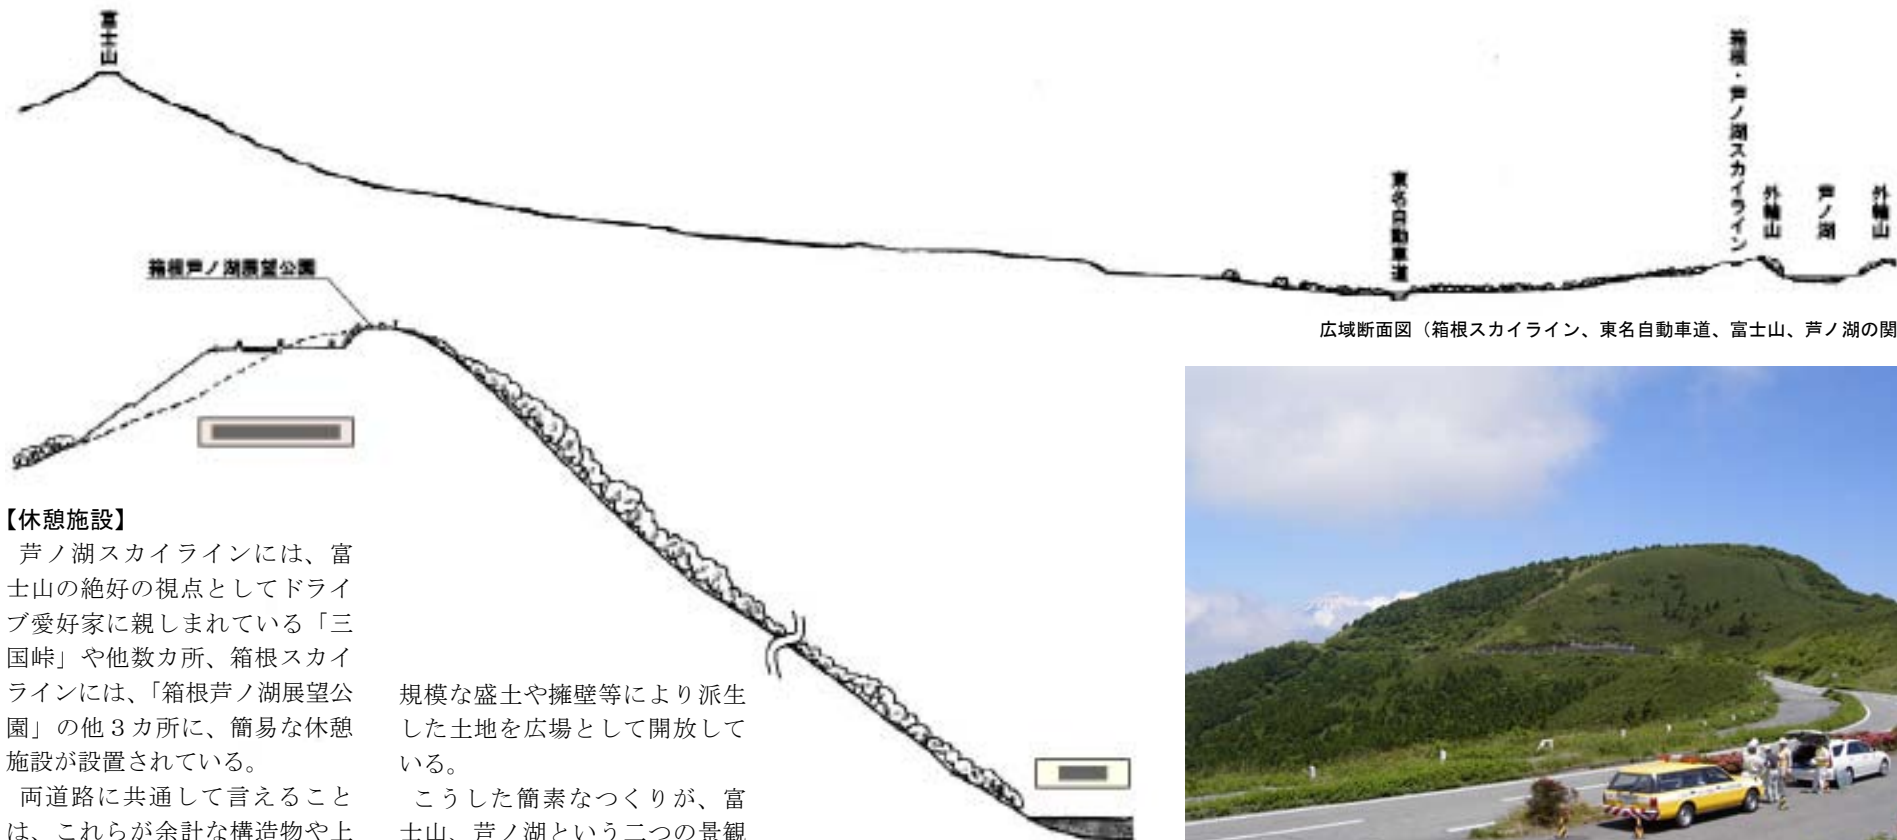 富士山
箱根・芦ノ湖スカイライン
外輪山
芦ノ湖
外輪山
東名自動車道
箱根芦ノ湖展望公園
広域断面図（箱根スカイライン、東名自動車道、富士山、芦ノ湖の関
【休憩施設】
芦ノ湖スカイラインには、富
士山の絶好の視点としてドライ
ブ愛好家に親しまれている「三
国峠」や他数カ所、箱根スカイ
ラインには、「箱根芦ノ湖展望公
園」の他３カ所に、簡易な休憩
施設が設置されている。
両道路に共通して言えること
は、これらが余計な構造物や上
規模な盛土や擁壁等により派生
した土地を広場として開放して
いる。
こうした簡素なつくりが、富
士山、芦ノ湖という二つの景観